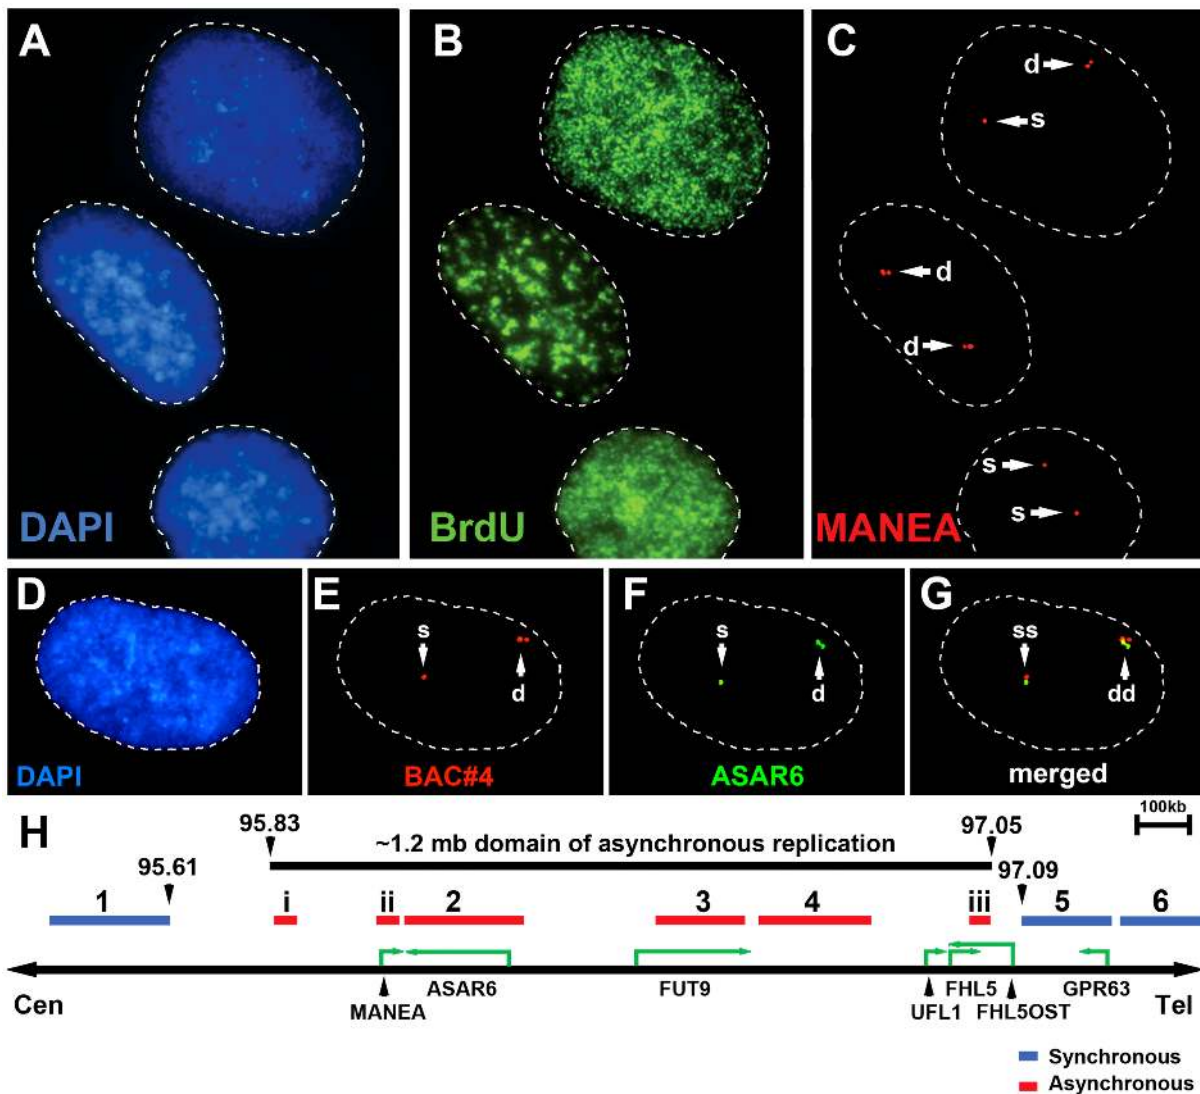 A
B
C
d
s
d
d
s
s
DAPI
BrdU
MANEA
D
E
F
G
s
s
ss
d
d
dd
DAPI
BAC#4
ASAR6
merged
H
100kb
95.83
97.05
~1.2 mb domain of asynchronous replication
95.61
97.09
1
i
ii
2
3
4
iii
5
6
Cen
MANEA
ASAR6
FUT9
UFL1
FHL5
FHL5OST
GPR63
Tel
Synchronous
Asynchronous